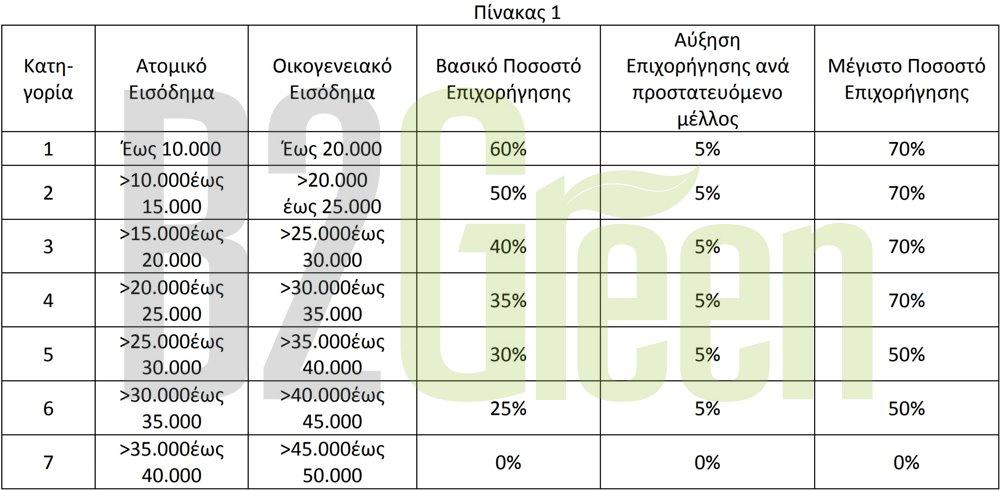 Πίνακας 1
Κατη-
γορία
Ατομικό
Εισόδημα
Οικογενειακό
Εισόδημα
Βασικό Ποσοστό
Επιχορήγησης
Αύξηση
Επιχορήγησης ανά
προστατευόμενο
μέλλος
Μέγιστο Ποσοστό
Επιχορήγησης
1
Έως 10.000
Έως 20.000
60%
5%
70%
2
>10.000έως
15.000
>20.000
έως 25.000
50%
5%
70%
3
>15.000έως
20.000
>25.000έως
30.000
40%
5%
70%
4
>20.000έως
25.000
>30.000έως
35.000
35%
5%
70%
5
>25.000έως
30.000
>35.000έως
40.000
30%
5%
50%
6
>30.000έως
35.000
>40.000έως
45.000
25%
5%
50%
7
>35.000έως
40.000
>45.000έως
50.000
0%
0%
0%
B2Green